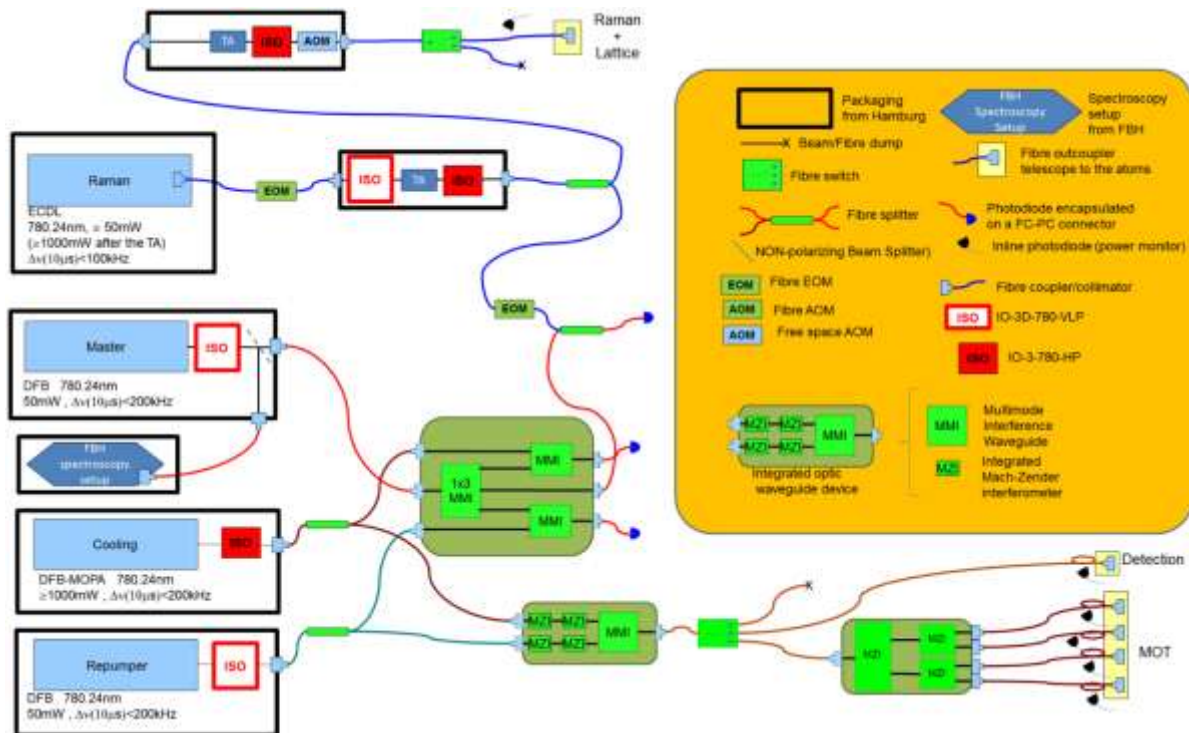 TA
ISO
AOM
Raman
+
Lattice
Raman
ECDL
780.24nm, ≥ 50mW
(≥1000mW after the TA)
Δν(10μs)<100kHz
EOM
ISO
TA
ISO
EOM
Master
ISO
DFB 780.24nm
50mW , Δν(10μs)<200kHz
FBH
spectroscopy
setup
Cooling
ISO
DFB-MOPA 780.24nm
≥1000mW , Δν(10μs)<200kHz
Repumper
ISO
DFB 780.24nm
50mW , Δν(10μs)<200kHz
1x3
MMI
MMI
MMI
MZI
MZI
MZI
MZI
MMI
MZI
MZI
MZI
Detection
MOT
Packaging
from Hamburg
FBH
Spectroscopy
Setup
Spectroscopy
setup
from FBH
Beam/Fibre dump
Fibre switch
Fibre outcoupler
telescope to the atoms
Fibre splitter
Photodiode encapsulated
on a FC-PC connector
NON-polarizing Beam Splitter)
Inline photodiode (power monitor)
EOM
Fibre EOM
AOM
Fibre AOM
AOM
Free space AOM
Fibre coupler/collimator
ISO
IO-3D-780-VLP
ISO
IO-3-780-HP
MZI
MZI
MZI
MZI
MMI
Integrated optic
waveguide device
MMI
Multimode
Interference
Waveguide
MZI
Integrated
Mach-Zender
interferometer